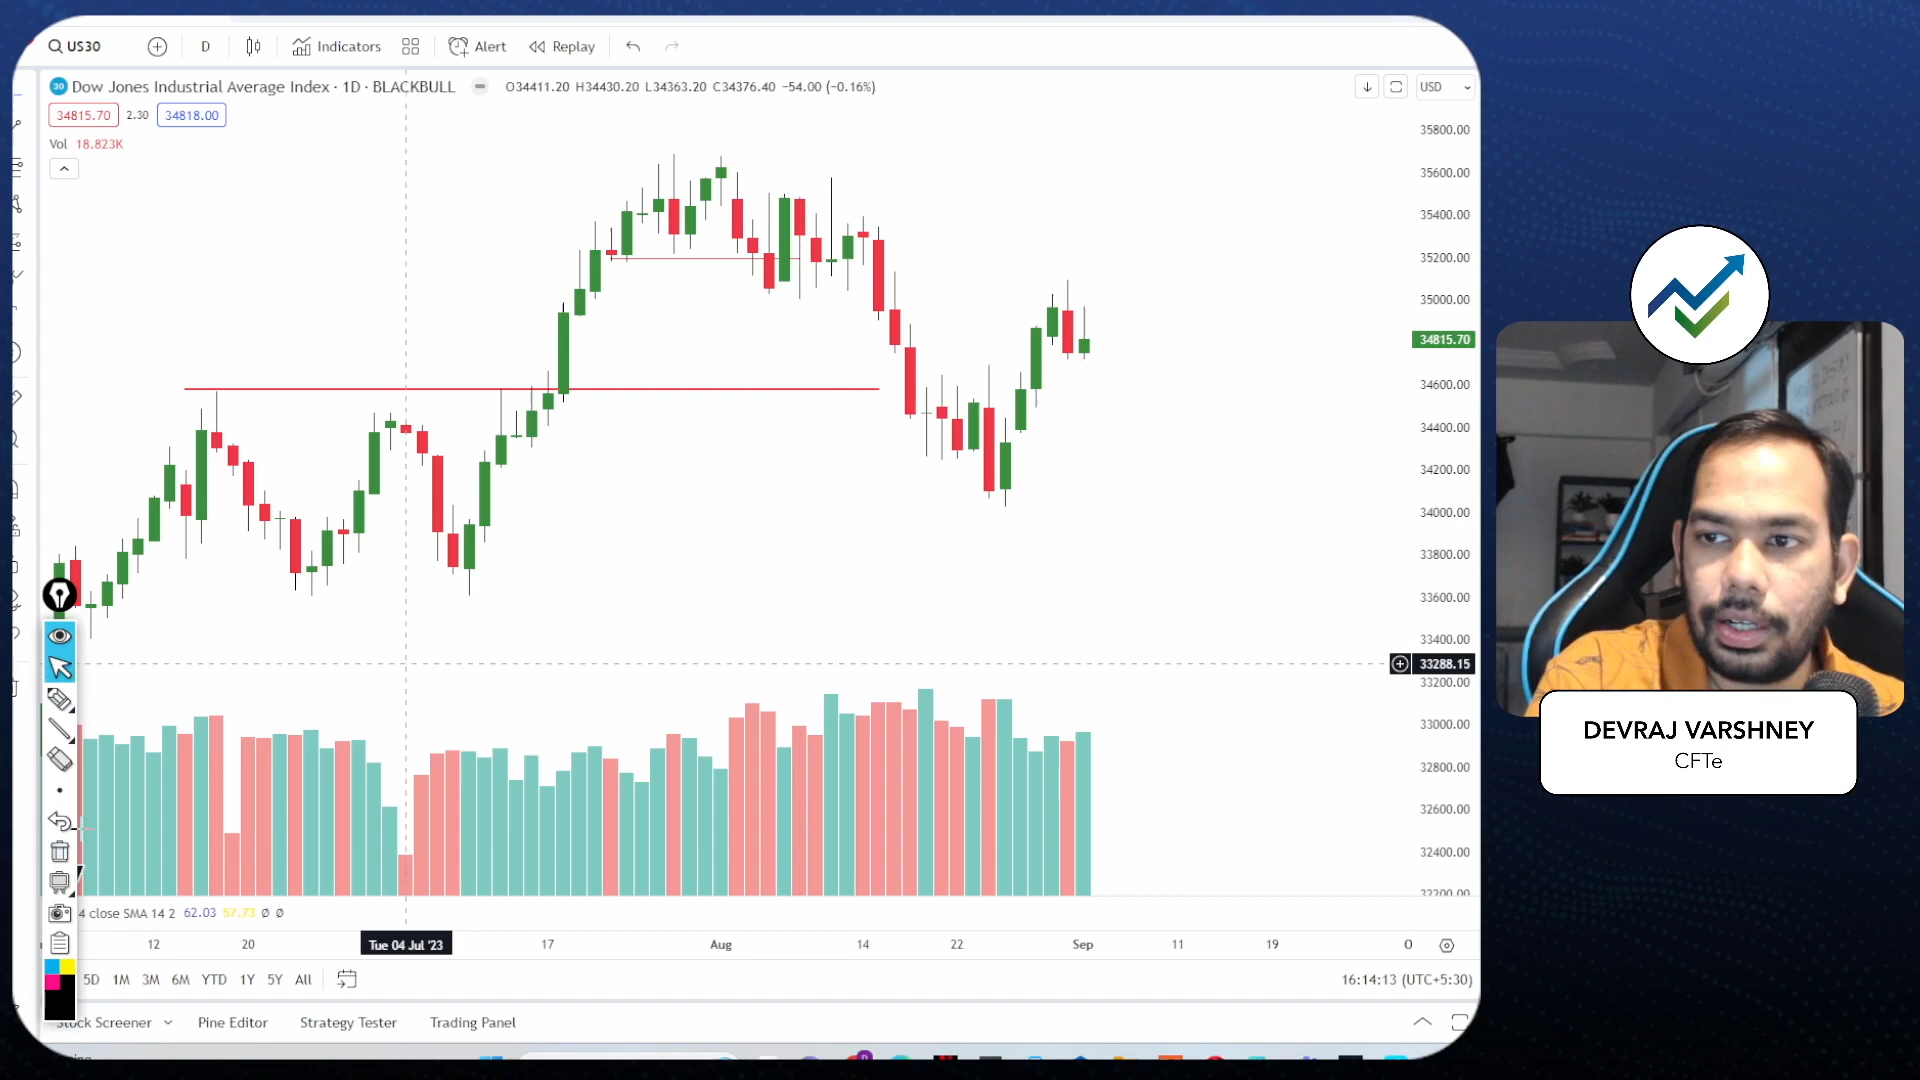 US30
D
Indicators
Alert
Replay
30 Dow Jones Industrial Average Index · 1D · BLACKBULL
O34411.20 H34430.20 L34363.20 C34376.40 −54.00 (−0.16%)
USD
34815.70
2.30
34818.00
Vol 18.823K
35800.00
35600.00
35400.00
35200.00
35000.00
34815.70
34600.00
34400.00
34200.00
34000.00
33800.00
33600.00
33400.00
33288.15
33200.00
33000.00
32800.00
32600.00
32400.00
32200.00
4 close SMA 14 2 62.03 57.73 Ø Ø
12
20
Tue 04 Jul '23
17
Aug
14
22
Sep
11
19
O
5D
1M
3M
6M
YTD
1Y
5Y
All
16:14:13 (UTC+5:30)
Stock Screener
Pine Editor
Strategy Tester
Trading Panel
DEVRAJ VARSHNEY
CFTe